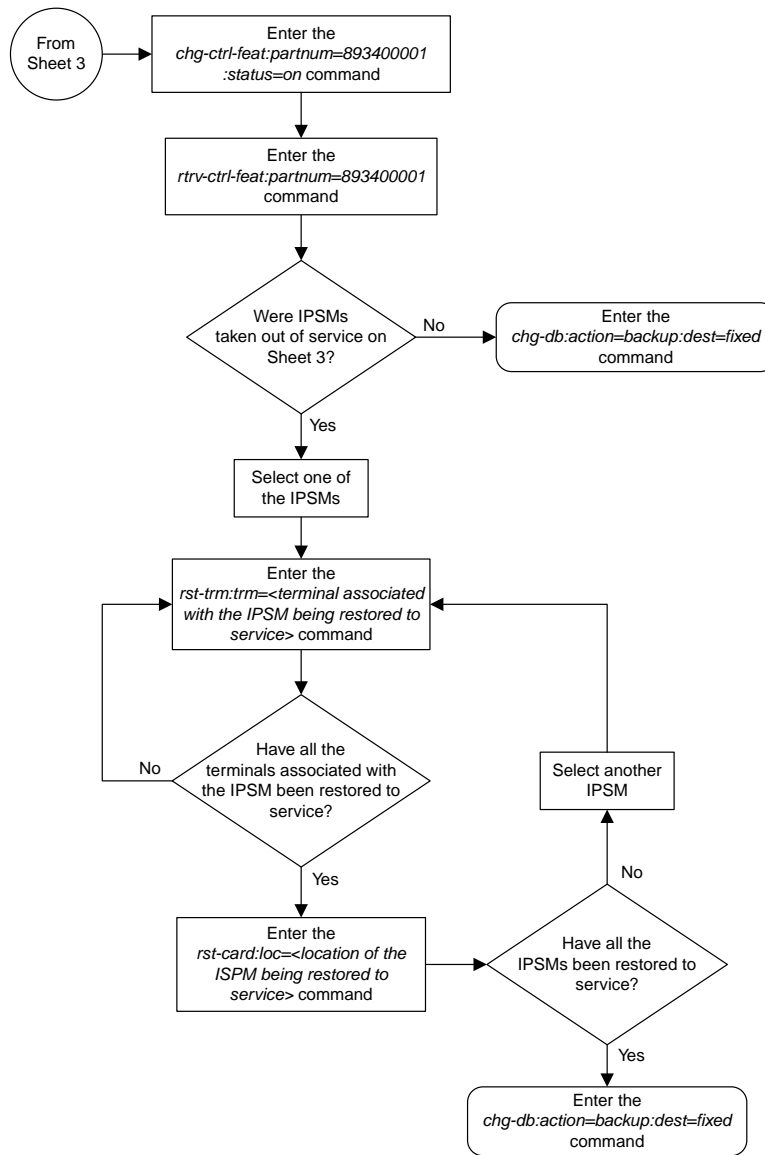 From
Sheet 3
Enter the
chg-ctrl-feat:partnum=893400001
:status=on command
Enter the
rtrv-ctrl-feat:partnum=893400001
command
Were IPSMs
taken out of service on
Sheet 3?
No
Enter the
chg-db:action=backup:dest=fixed
command
Yes
Select one of
the IPSMs
Enter the
rst-trm:trm=<terminal associated
with the IPSM being restored to
service> command
Have all the
terminals associated with
the IPSM been restored to
service?
No
Select another
IPSM
Yes
No
Enter the
rst-card:loc=<location of the
ISPM being restored to
service> command
Have all the
IPSMs been restored to
service?
Yes
Enter the
chg-db:action=backup:dest=fixed
command